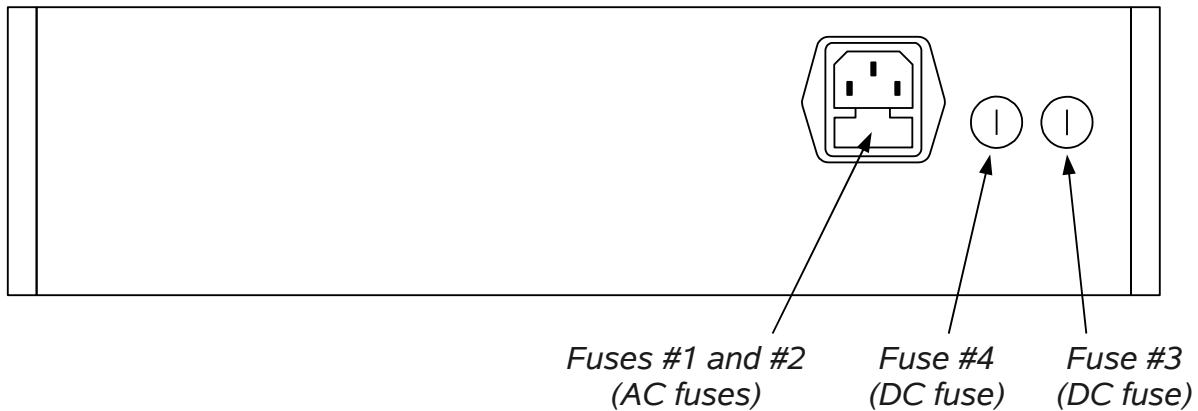 Fuses #1 and #2
(AC fuses)
Fuse #4
(DC fuse)
Fuse #3
(DC fuse)